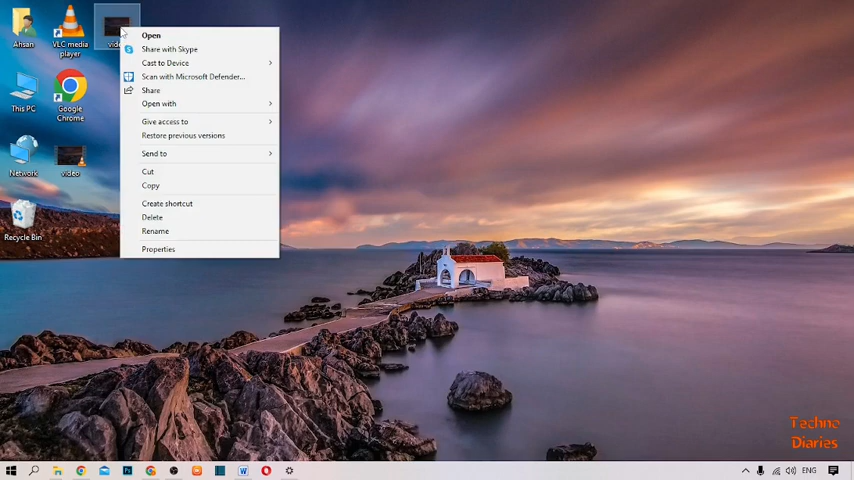 Ahsan
VLC media
player
vide
This PC
Google
Chrome
Network
video
Recycle Bin
Open
Share with Skype
Cast to Device
Scan with Microsoft Defender...
Share
Open with
Give access to
Restore previous versions
Send to
Cut
Copy
Create shortcut
Delete
Rename
Properties
Techno
Diaries
ENG